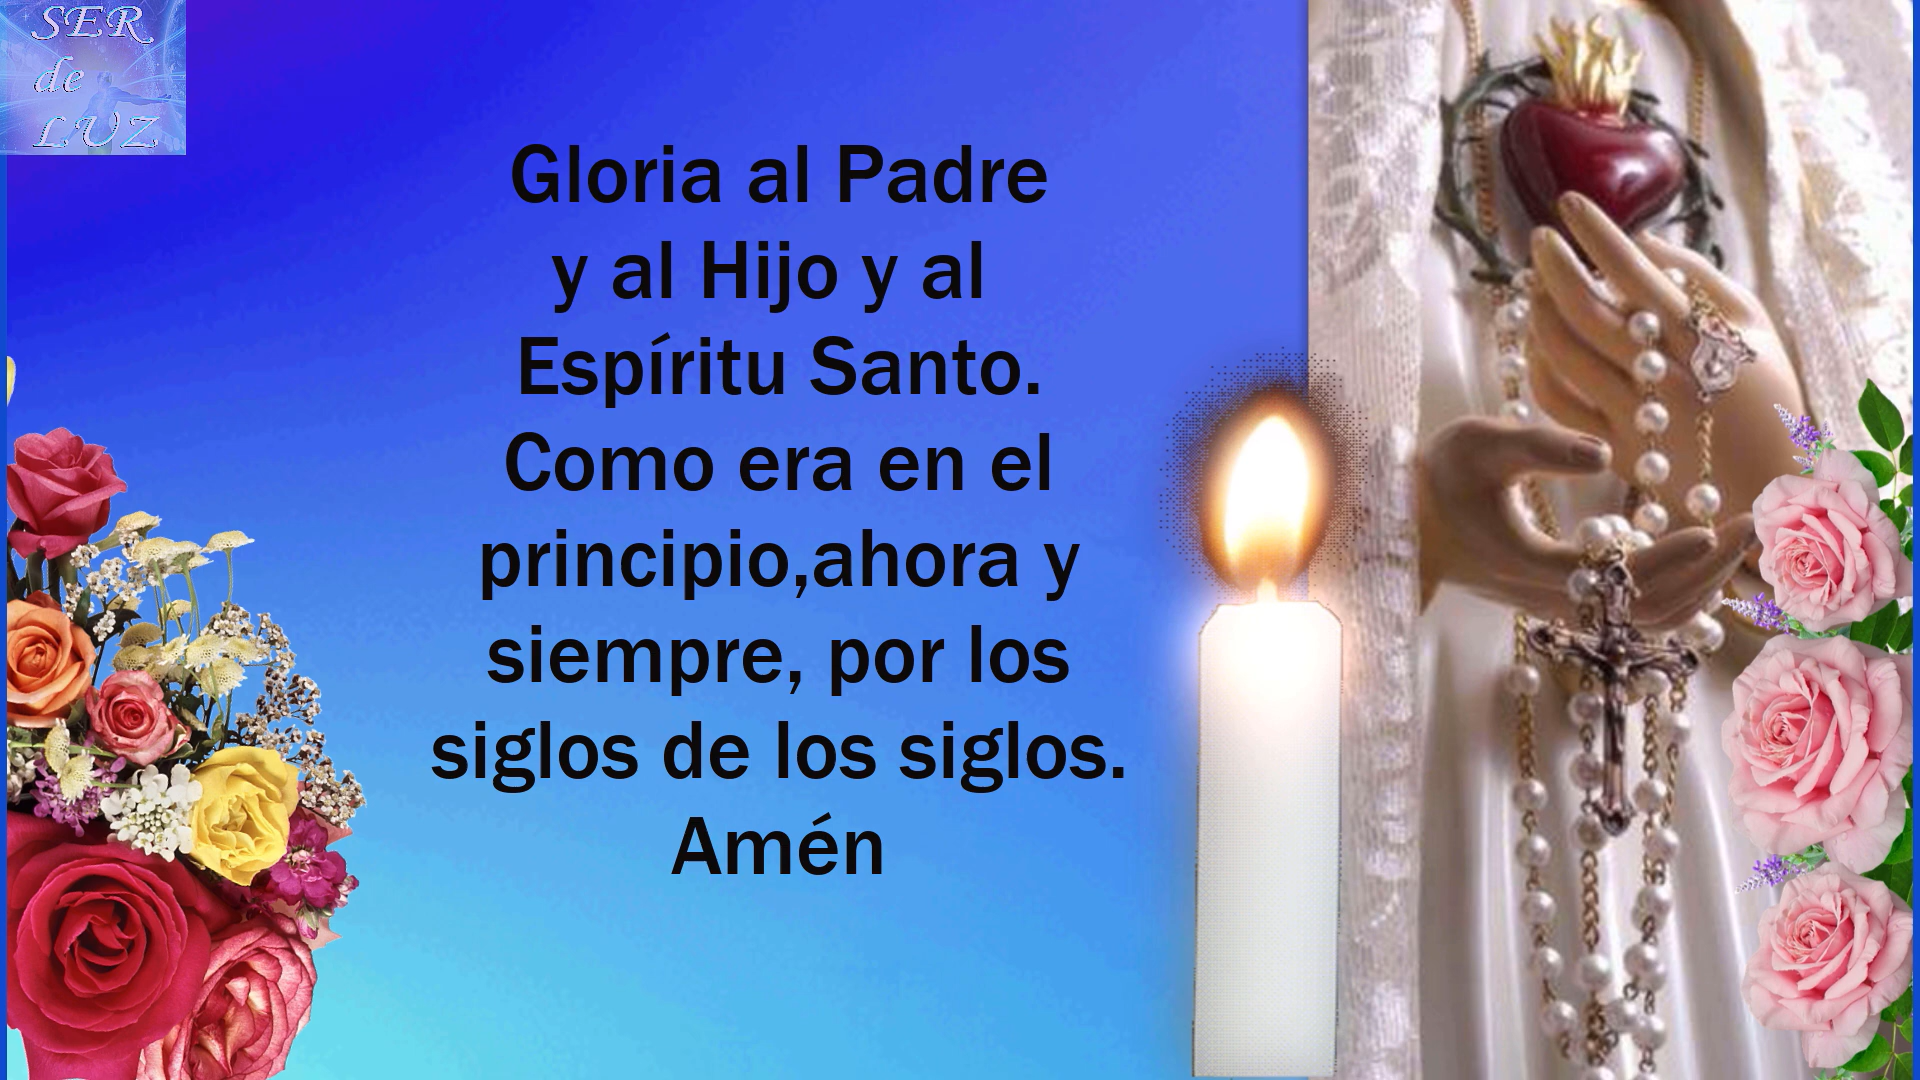 SER
de
LUZ
Gloria al Padre
y al Hijo y al
Espíritu Santo.
Como era en el
principio,ahora y
siempre, por los
siglos de los siglos.
Amén